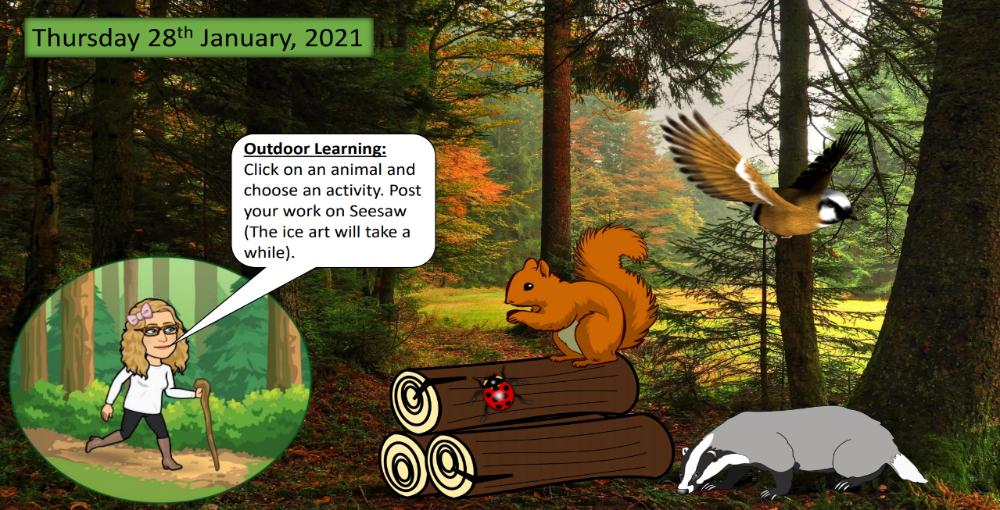 Thursday 28th January, 2021
Outdoor Learning:
Click on an animal and
choose an activity. Post
your work on Seesaw
(The ice art will take a
while).